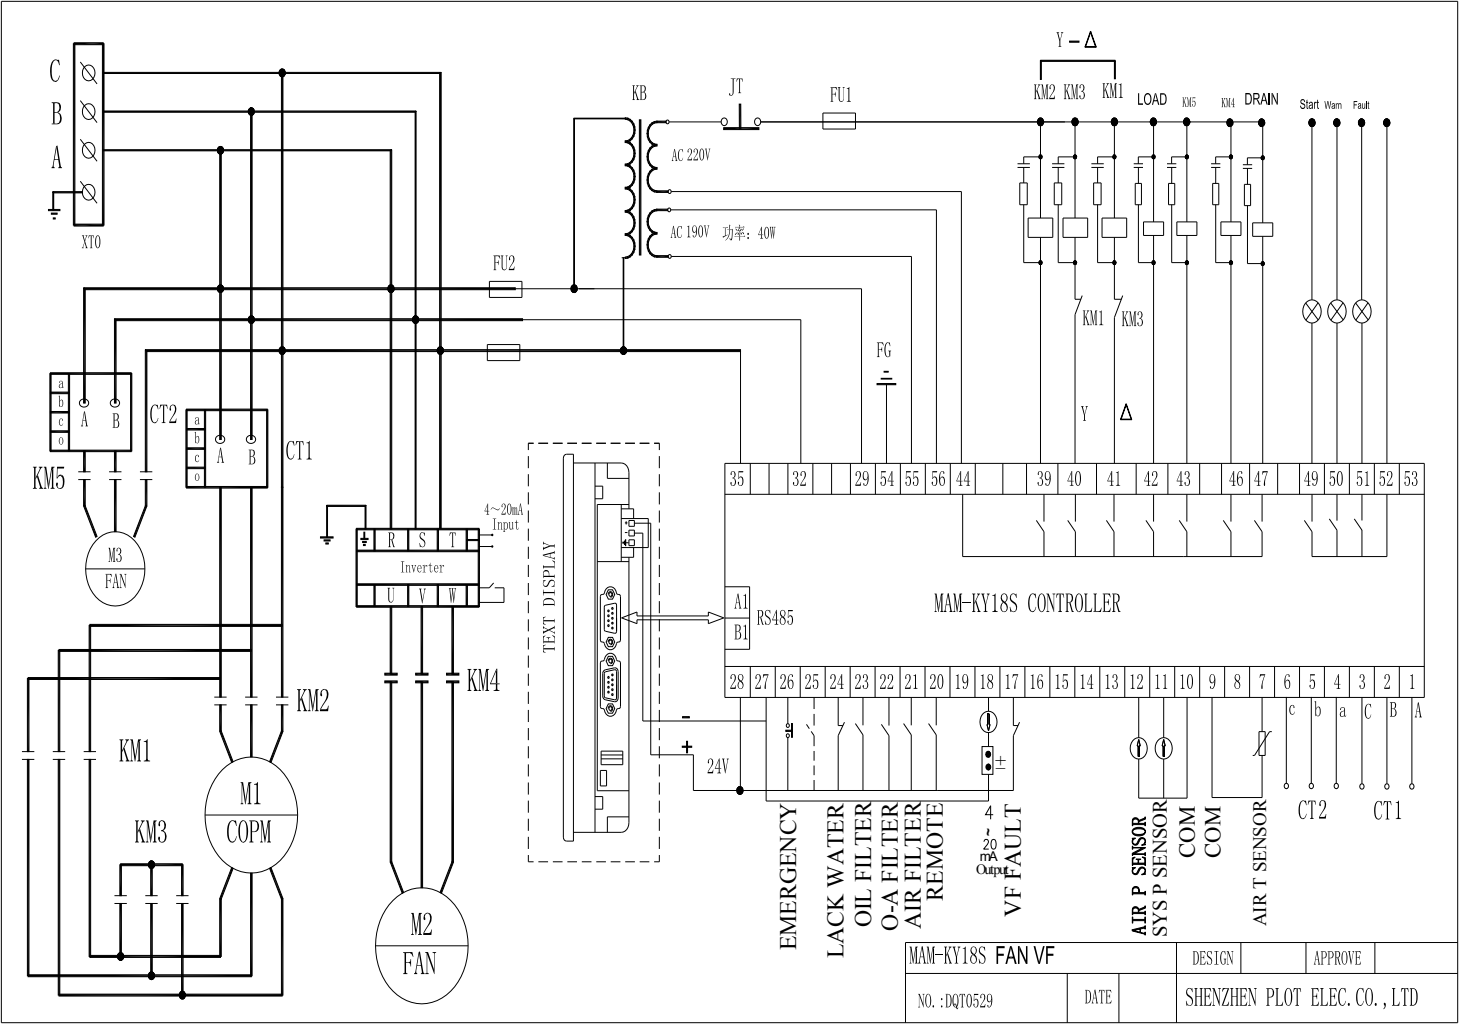 Y - Δ
C
B
A
XT0
KB
JT
FU1
KM2 KM3 KM1
LOAD KM5 KM4 DRAIN
Start Warn Fault
AC 220V
AC 190V 功率: 40W
FU2
KM1 KM3
FG
Y Δ
a
b
c
o
A B
CT2
a
b
c
o
A B
CT1
KM5
M3
FAN
4~20mA
Input
R S T
Inverter
U V W
KM4
TEXT DISPLAY
35 32 29 54 55 56 44 39 40 41 42 43 46 47 49 50 51 52 53
MAM-KY18S CONTROLLER
A1
B1
RS485
28 27 26 25 24 23 22 21 20 19 18 17 16 15 14 13 12 11 10 9 8 7 6 5 4 3 2 1
c b a C B A
KM2
KM1
M1
COPM
KM3
M2
FAN
-
+
24V
±
EMERGENCY
LACK WATER
OIL FILTER
O-A FILTER
AIR FILTER
REMOTE
4
~
20
mA
Output
VF FAULT
AIR P SENSOR
SYS P SENSOR
COM
COM
AIR T SENSOR
CT2
CT1
MAM-KY18S FAN VF
DESIGN APPROVE
NO.:DQT0529 DATE
SHENZHEN PLOT ELEC.CO.,LTD